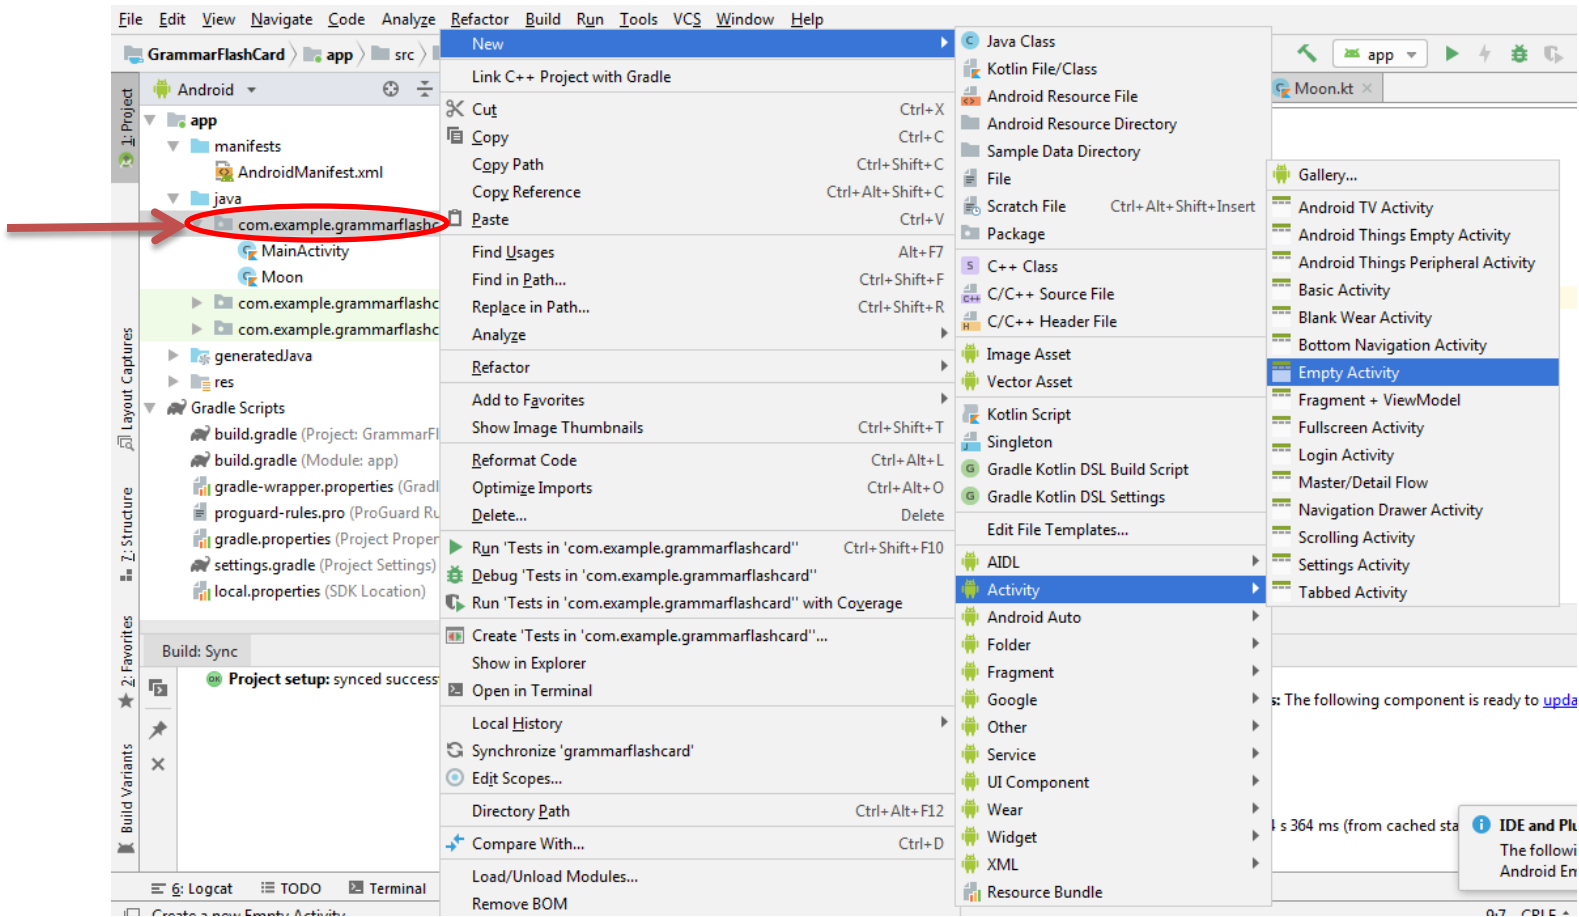 File Edit View Navigate Code Analyze Refactor Build Run Tools VCS Window Help
GrammarFlashCard app src
app
Moon.kt
1: Project
Layout Captures
7: Structure
2: Favorites
Build Variants
Android
app
manifests
AndroidManifest.xml
java
com.example.grammarflashc
MainActivity
Moon
com.example.grammarflashc
com.example.grammarflashc
generatedJava
res
Gradle Scripts
build.gradle (Project: GrammarFl
build.gradle (Module: app)
gradle-wrapper.properties (Gradl
proguard-rules.pro (ProGuard Ru
gradle.properties (Project Proper
settings.gradle (Project Settings)
local.properties (SDK Location)
Build: Sync
OK Project setup: synced success
6: Logcat TODO Terminal
Create a new Empty Activity
New
Link C++ Project with Gradle
Cut Ctrl+X
Copy Ctrl+C
Copy Path Ctrl+Shift+C
Copy Reference Ctrl+Alt+Shift+C
Paste Ctrl+V
Find Usages Alt+F7
Find in Path... Ctrl+Shift+F
Replace in Path... Ctrl+Shift+R
Analyze
Refactor
Add to Favorites
Show Image Thumbnails Ctrl+Shift+T
Reformat Code Ctrl+Alt+L
Optimize Imports Ctrl+Alt+O
Delete... Delete
Run 'Tests in 'com.example.grammarflashcard'' Ctrl+Shift+F10
Debug 'Tests in 'com.example.grammarflashcard''
Run 'Tests in 'com.example.grammarflashcard'' with Coverage
Create 'Tests in 'com.example.grammarflashcard''...
Show in Explorer
Open in Terminal
Local History
Synchronize 'grammarflashcard'
Edit Scopes...
Directory Path Ctrl+Alt+F12
Compare With... Ctrl+D
Load/Unload Modules...
Remove BOM
Java Class
Kotlin File/Class
Android Resource File
Android Resource Directory
Sample Data Directory
File
Scratch File Ctrl+Alt+Shift+Insert
Package
C++ Class
C/C++ Source File
C/C++ Header File
Image Asset
Vector Asset
Kotlin Script
Singleton
Gradle Kotlin DSL Build Script
Gradle Kotlin DSL Settings
Edit File Templates...
AIDL
Activity
Android Auto
Folder
Fragment
Google
Other
Service
UI Component
Wear
Widget
XML
Resource Bundle
Gallery...
Android TV Activity
Android Things Empty Activity
Android Things Peripheral Activity
Basic Activity
Blank Wear Activity
Bottom Navigation Activity
Empty Activity
Fragment + ViewModel
Fullscreen Activity
Login Activity
Master/Detail Flow
Navigation Drawer Activity
Scrolling Activity
Settings Activity
Tabbed Activity
s: The following component is ready to upda
4 s 364 ms (from cached sta
IDE and Plu
The followi
Android Em
9:7 CRLF